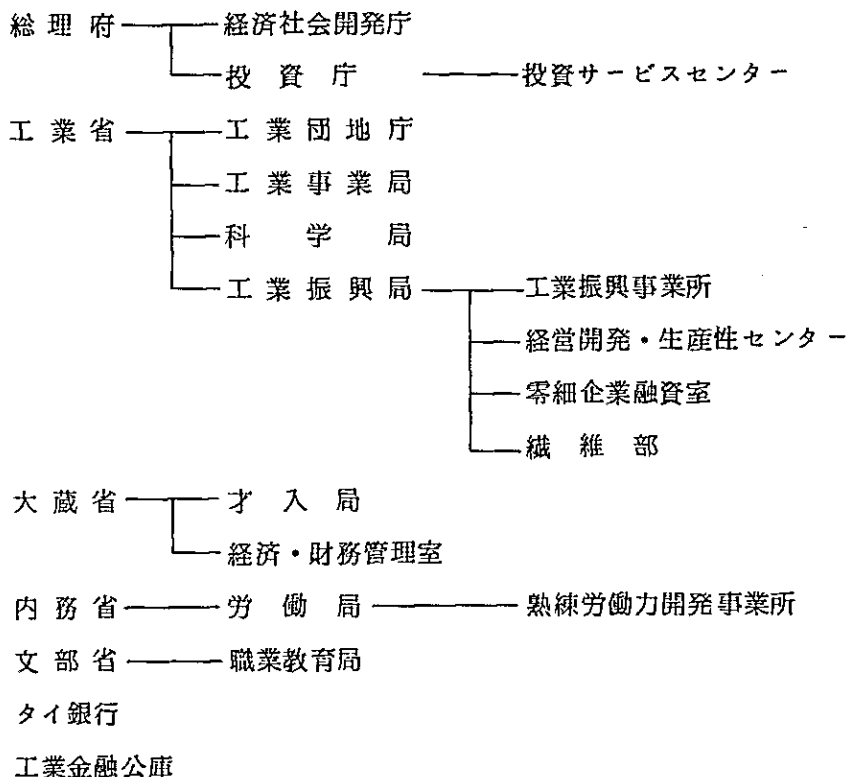 総理府 経済社会開発庁
投資庁 投資サービスセンター
工業省 工業団地庁
工業事業局
科学局
工業振興局 工業振興事業所
経営開発・生産性センター
零細企業融資室
繊維部
大蔵省 才入局
経済・財務管理室
内務省 労働局 熟練労働力開発事業所
文部省 職業教育局
タイ銀行
工業金融公庫